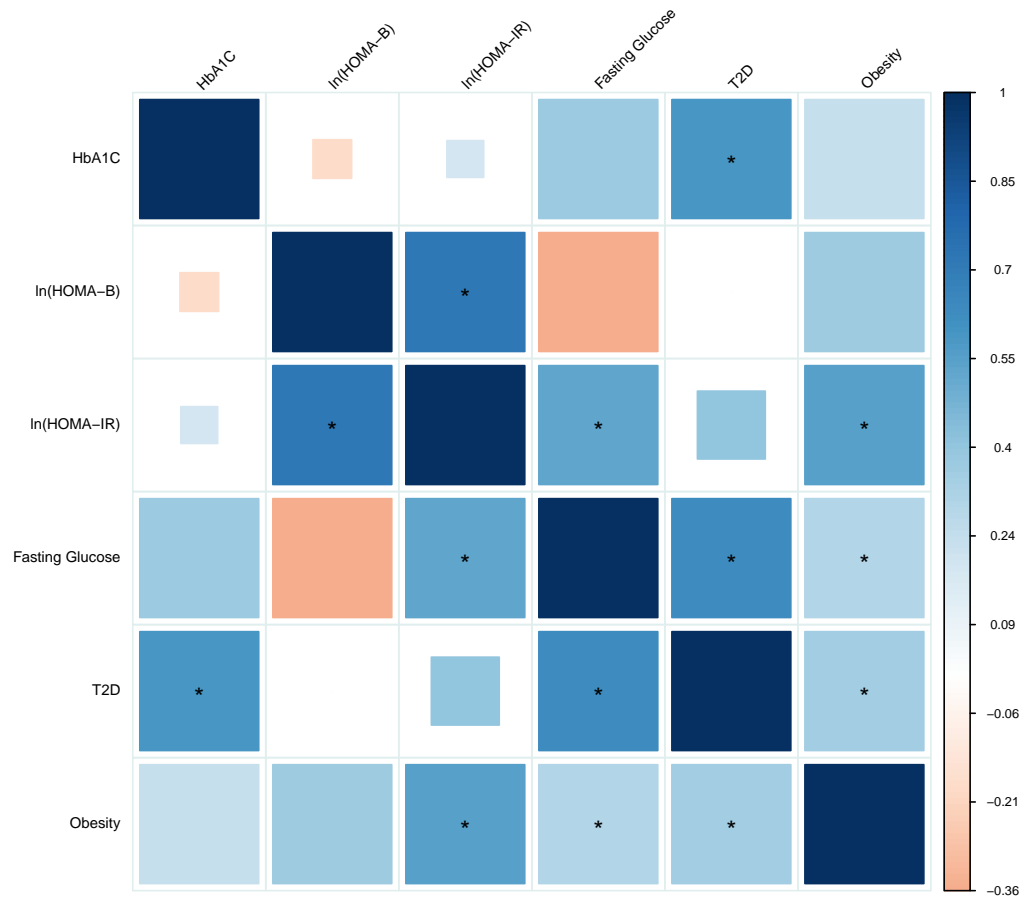 HbA1C
ln(HOMA−B)
ln(HOMA−IR)
Fasting Glucose
T2D
Obesity
HbA1C
*
ln(HOMA−B)
*
ln(HOMA−IR)
* * *
Fasting Glucose
* * *
T2D
* * *
Obesity
* * *
1
0.85
0.7
0.55
0.4
0.24
0.09
−0.06
−0.21
−0.36